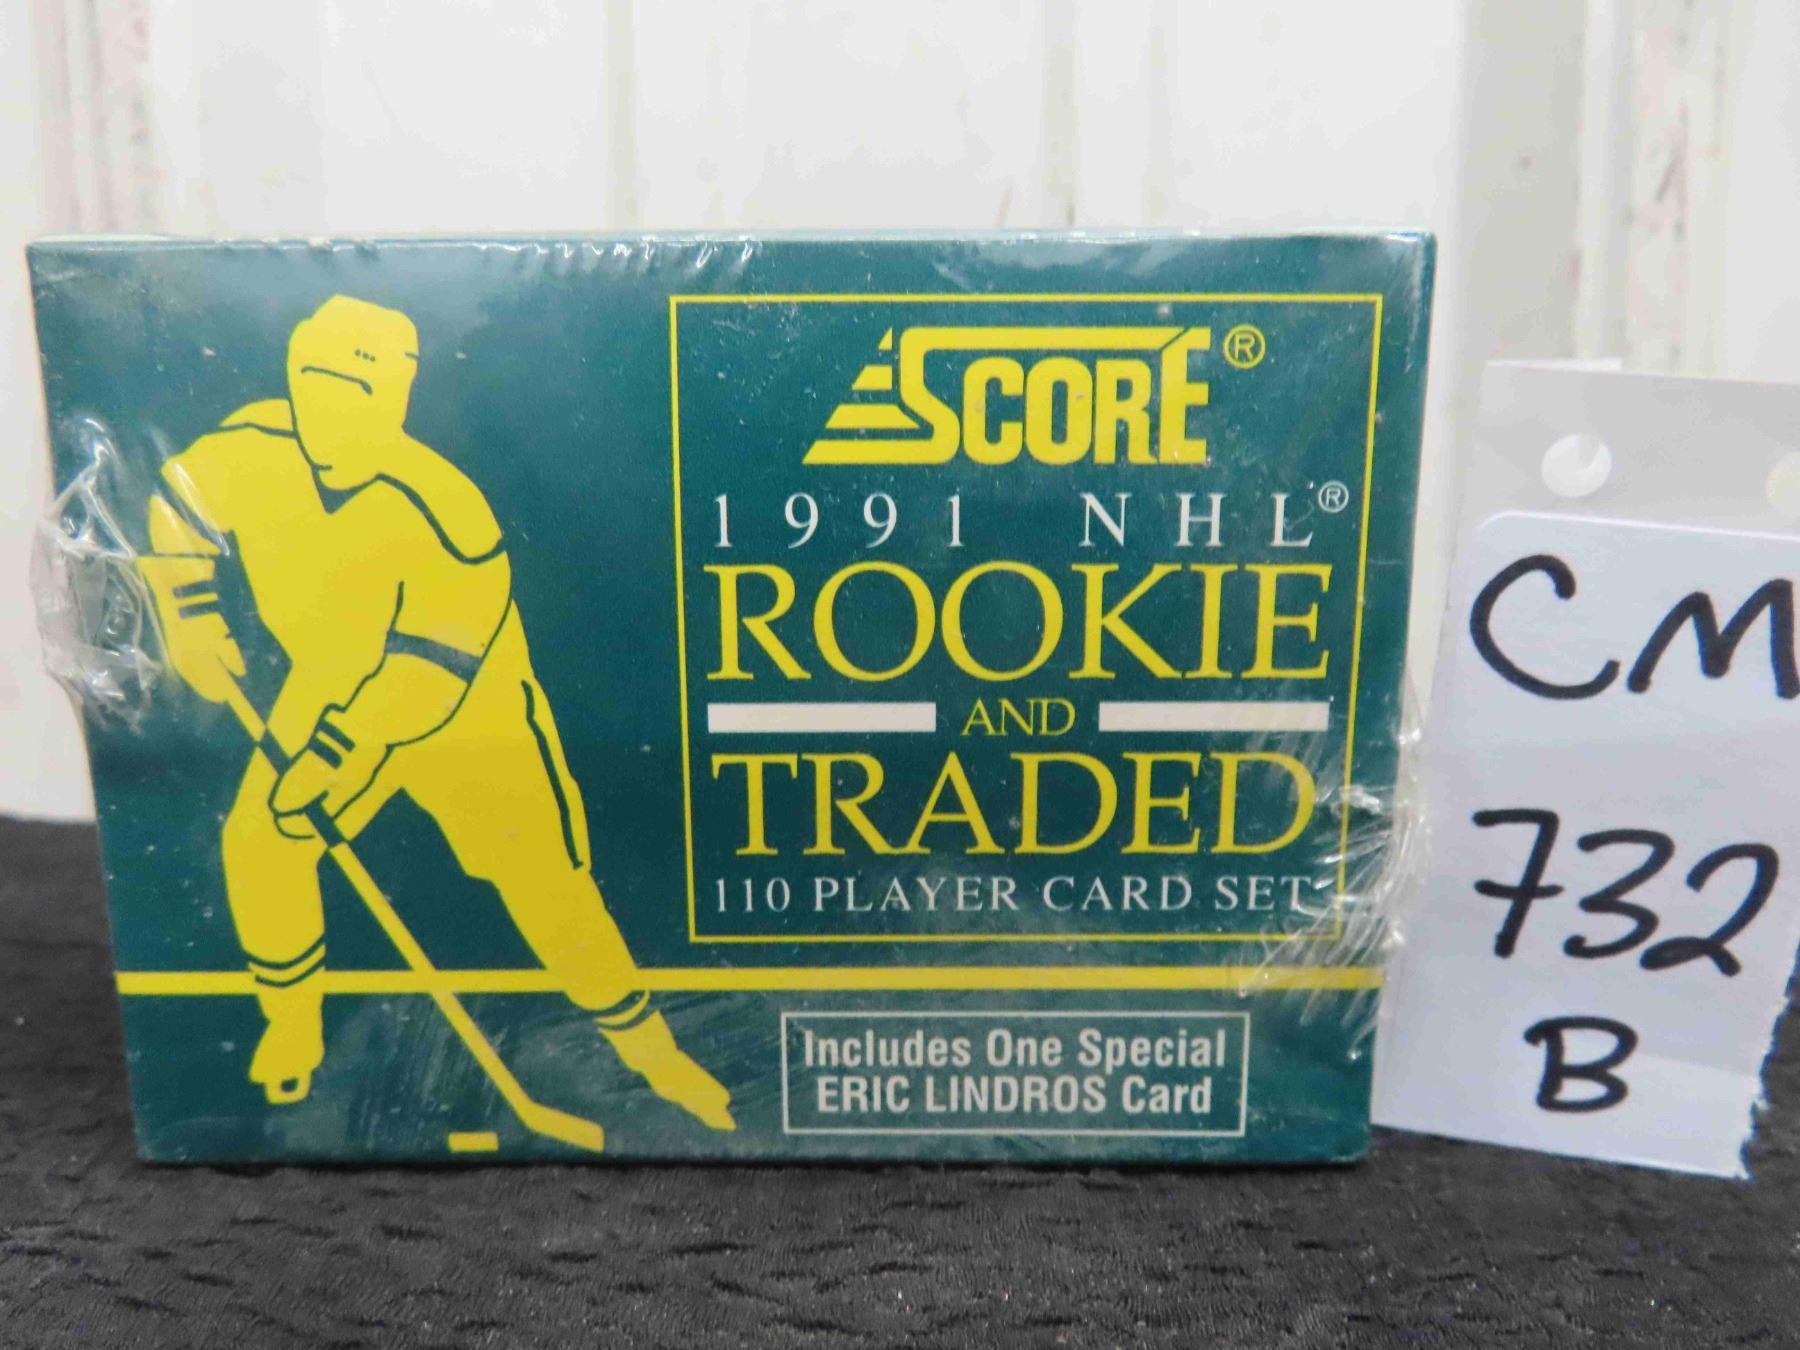 SCORE®
1991 NHL®
ROOKIE
AND
TRADED
110 PLAYER CARD SET
Includes One Special
ERIC LINDROS Card
CM
732
B